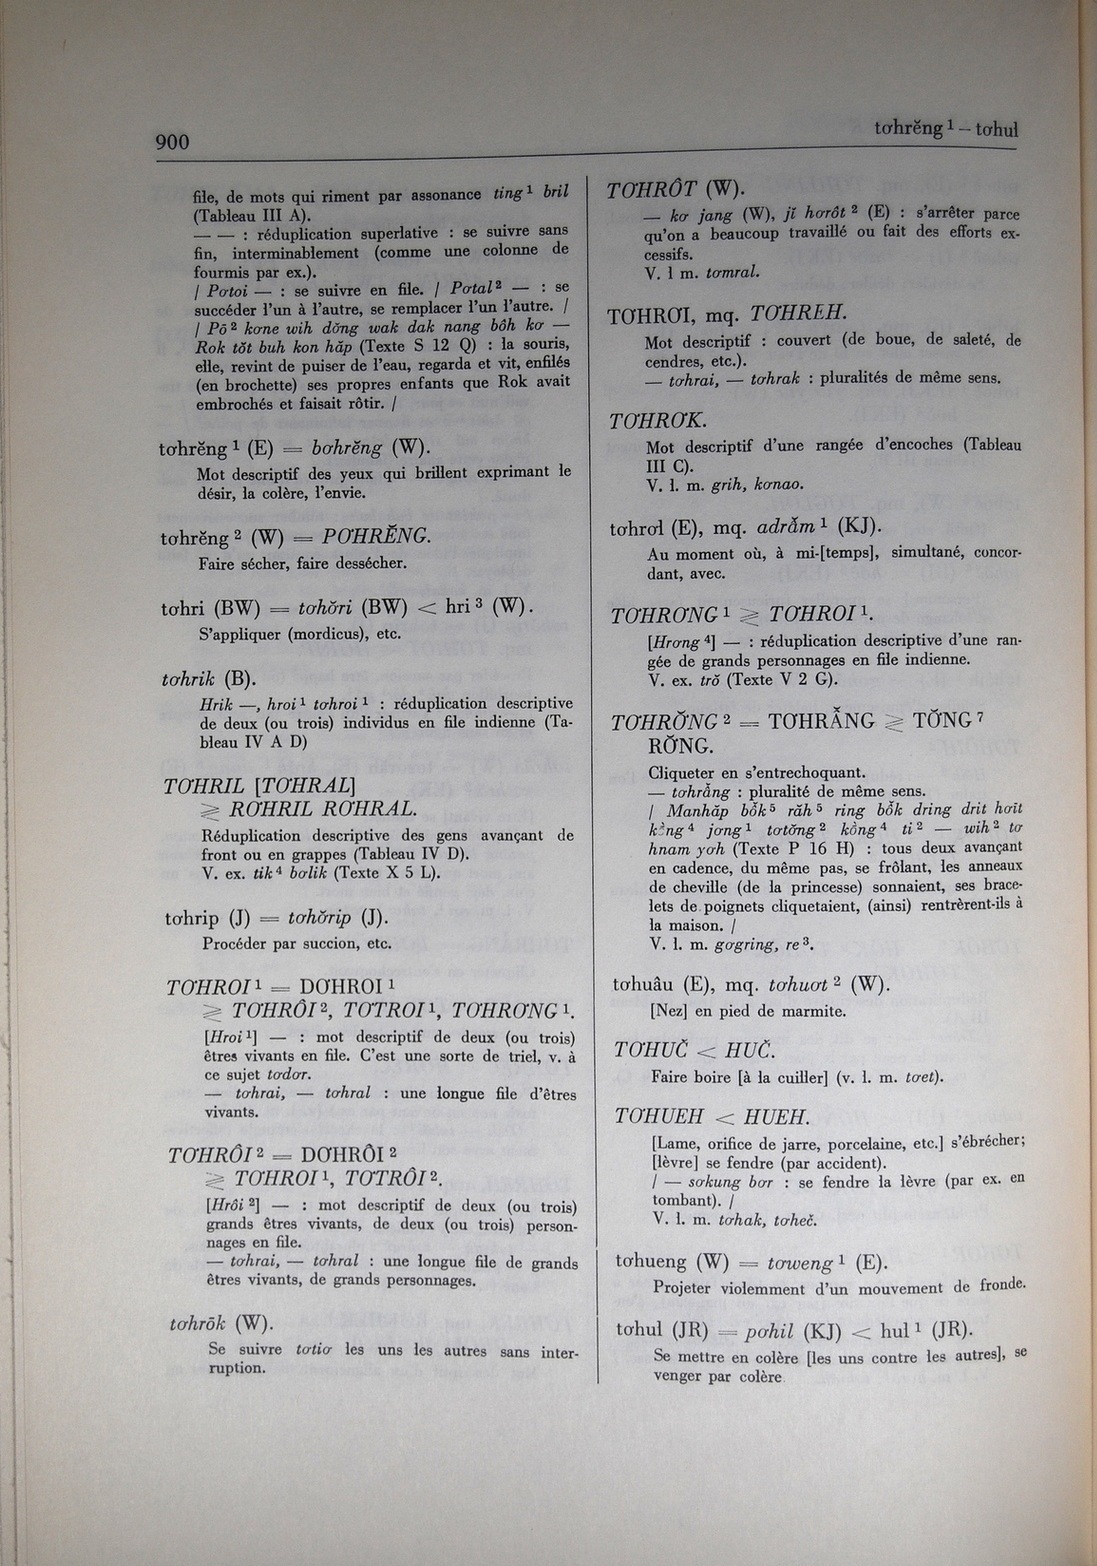 900
tơhrĕng ¹ – tơhul
file, de mots qui riment par assonance ting ¹ bril
(Tableau III A).
— — : réduplication superlative : se suivre sans
fin, interminablement (comme une colonne de
fourmis par ex.).
/ Pơtoi — : se suivre en file. / Pơtal ² — : se
succéder l'un à l'autre, se remplacer l'un l'autre. /
/ Pŏ ² kơne wih dŏng wak dak nang bôh kơ —
Rok tŏt buh kon hăp (Texte S 12 Q) : la souris,
elle, revint de puiser de l'eau, regarda et vit, enfilés
(en brochette) ses propres enfants que Rok avait
embrochés et faisait rôtir. /
tơhrĕng ¹ (E) = bơhrĕng (W).
Mot descriptif des yeux qui brillent exprimant le
désir, la colère, l'envie.
tơhrĕng ² (W) = PƠHRĔNG.
Faire sécher, faire dessécher.
tơhri (BW) = tơhŏri (BW) < hri ³ (W).
S'appliquer (mordicus), etc.
tơhrik (B).
Hrik —, hroi ¹ tơhroi ¹ : réduplication descriptive
de deux (ou trois) individus en file indienne (Ta-
bleau IV A D)
TƠHRIL [TƠHRAL]
≷ RƠHRIL RƠHRAL.
Réduplication descriptive des gens avançant de
front ou en grappes (Tableau IV D).
V. ex. tik ⁴ bơlik (Texte X 5 L).
tơhrip (J) = tơhŏrip (J).
Procéder par succion, etc.
TƠHROI ¹ = DƠHROI ¹
≷ TƠHRÔI ², TƠTROI ¹, TƠHRƠNG ¹.
[Hroi ¹] — : mot descriptif de deux (ou trois)
êtres vivants en file. C'est une sorte de triel, v. à
ce sujet tơdơr.
— tơhrai, — tơhral : une longue file d'êtres
vivants.
TƠHRÔI ² = DƠHRÔI ²
≷ TƠHROI ¹, TƠTRÔI ².
[Hrôi ²] — : mot descriptif de deux (ou trois)
grands êtres vivants, de deux (ou trois) person-
nages en file.
— tơhrai, — tơhral : une longue file de grands
êtres vivants, de grands personnages.
tơhrŏk (W).
Se suivre tơtiơ les uns les autres sans inter-
ruption.
TƠHRÔT (W).
— kơ jang (W), jĭ hơrôt ² (E) : s'arrêter parce
qu'on a beaucoup travaillé ou fait des efforts ex-
cessifs.
V. l m. tơmral.
TƠHRƠI, mq. TƠHREH.
Mot descriptif : couvert (de boue, de saleté, de
cendres, etc.).
— tơhrai, — tơhrak : pluralités de même sens.
TƠHRƠK.
Mot descriptif d'une rangée d'encoches (Tableau
III C).
V. l. m. grih, kơnao.
tơhrơl (E), mq. adrăm ¹ (KJ).
Au moment où, à mi-[temps], simultané, concor-
dant, avec.
TƠHRƠNG ¹ ≷ TƠHROI ¹.
[Hrơng ⁴] — : réduplication descriptive d'une ran-
gée de grands personnages en file indienne.
V. ex. trŏ (Texte V 2 G).
TƠHRƠ̆NG ² = TƠHRĂNG ≷ TƠ̆NG ⁷
RƠ̆NG.
Cliqueter en s'entrechoquant.
— tơhrăng : pluralité de même sens.
/ Manhăp bŏk ⁵ răh ⁵ ring bŏk dring drit hơit
⁴ jơng ¹ tơtŏng ² kŏng ⁴ ti ² — wih ² tơ
hnam yơh (Texte P 16 H) : tous deux avançant
en cadence, du même pas, se frôlant, les anneaux
de cheville (de la princesse) sonnaient, ses brace-
lets de poignets cliquetaient, (ainsi) rentrèrent-ils à
la maison. /
V. l. m. gơgring, re ³.
tơhuâu (E), mq. tơhuơt ² (W).
[Nez] en pied de marmite.
TƠHUČ < HUČ.
Faire boire [à la cuiller] (v. l. m. tơet).
TƠHUEH < HUEH.
[Lame, orifice de jarre, porcelaine, etc.] s'ébrécher;
[lèvre] se fendre (par accident).
/ — sơkung bơr : se fendre la lèvre (par ex. en
tombant). /
V. l. m. tơhak, tơheč.
tơhueng (W) = tơweng ¹ (E).
Projeter violemment d'un mouvement de fronde.
tơhul (JR) = pơhil (KJ) < hul ¹ (JR).
Se mettre en colère [les uns contre les autres], se
venger par colère